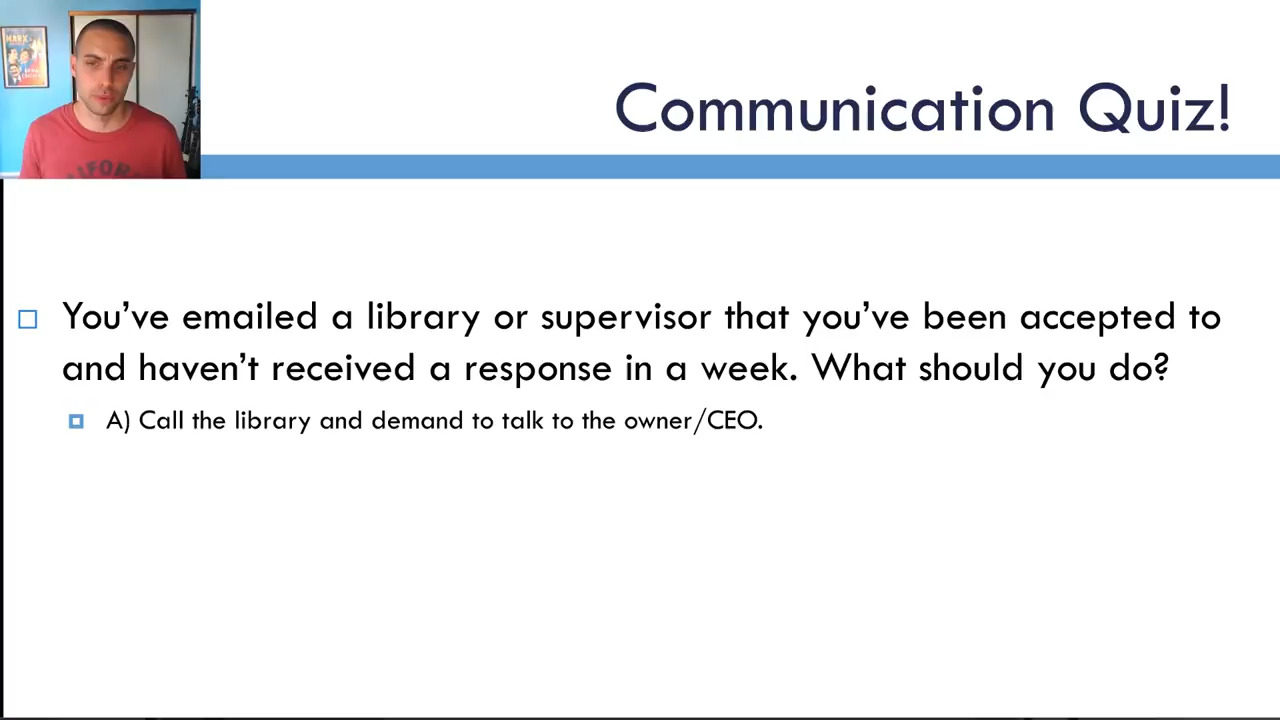 MARX
Communication Quiz!
You've emailed a library or supervisor that you've been accepted to
and haven't received a response in a week. What should you do?
A) Call the library and demand to talk to the owner/CEO.